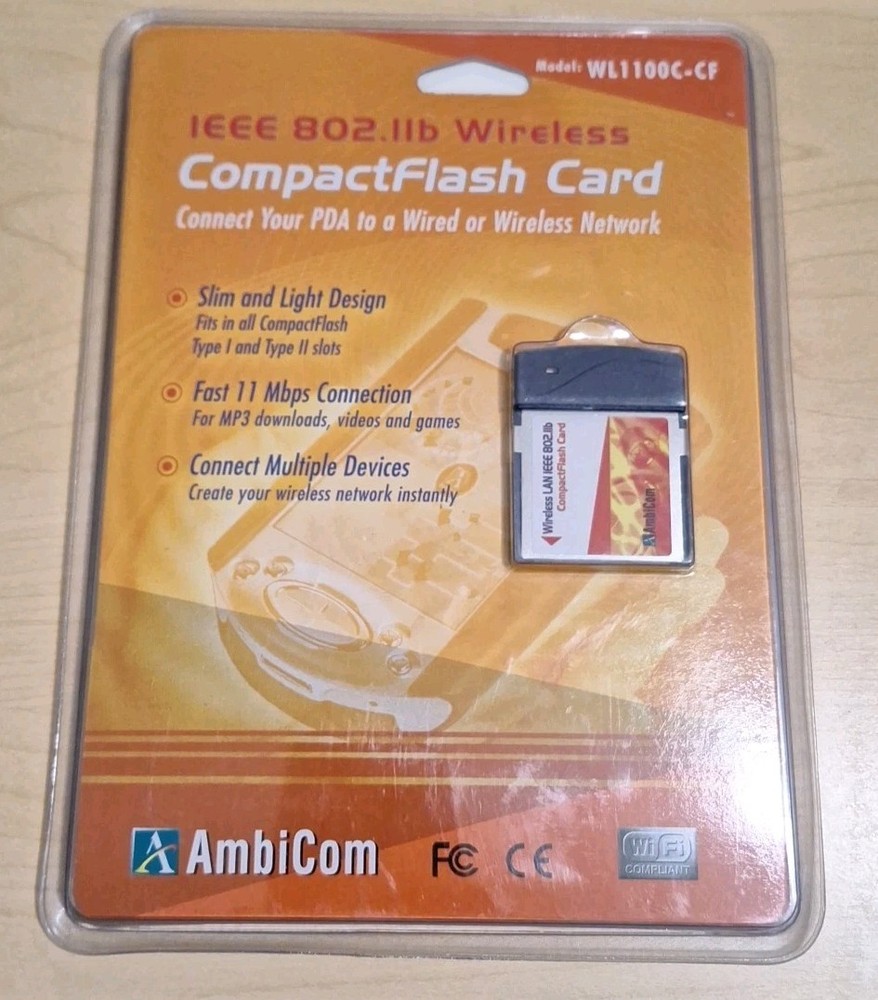 Model: WL1100C-CF
IEEE 802.11b Wireless
CompactFlash Card
Connect Your PDA to a Wired or Wireless Network
Slim and Light Design
Fits in all CompactFlash
Type I and Type II slots
Fast 11 Mbps Connection
For MP3 downloads, videos and games
Connect Multiple Devices
Create your wireless network instantly
Wireless LAN IEEE 802.11b
CompactFlash Card
AmbiCom
AmbiCom
FC CE
Wi Fi
COMPLIANT